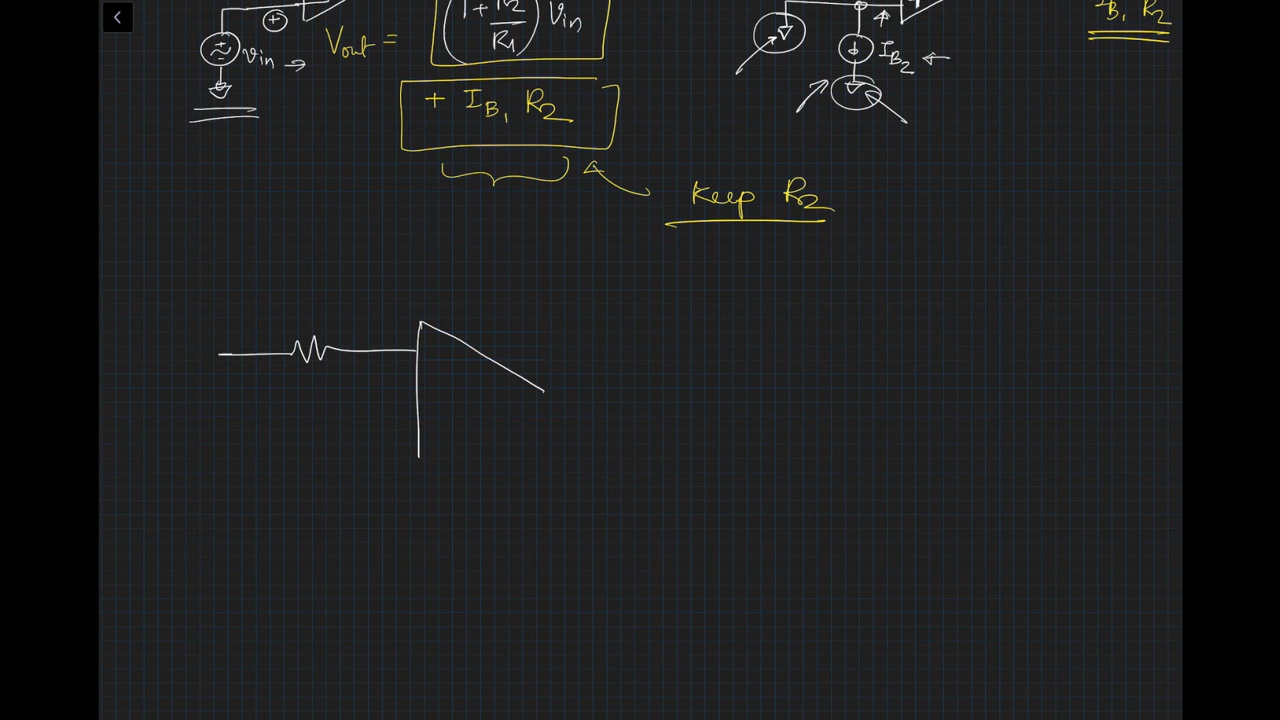 (1 + R2/R1) Vin
IB1 R2
Vin
Vout =
IB2
+ IB1 R2
Keep R2